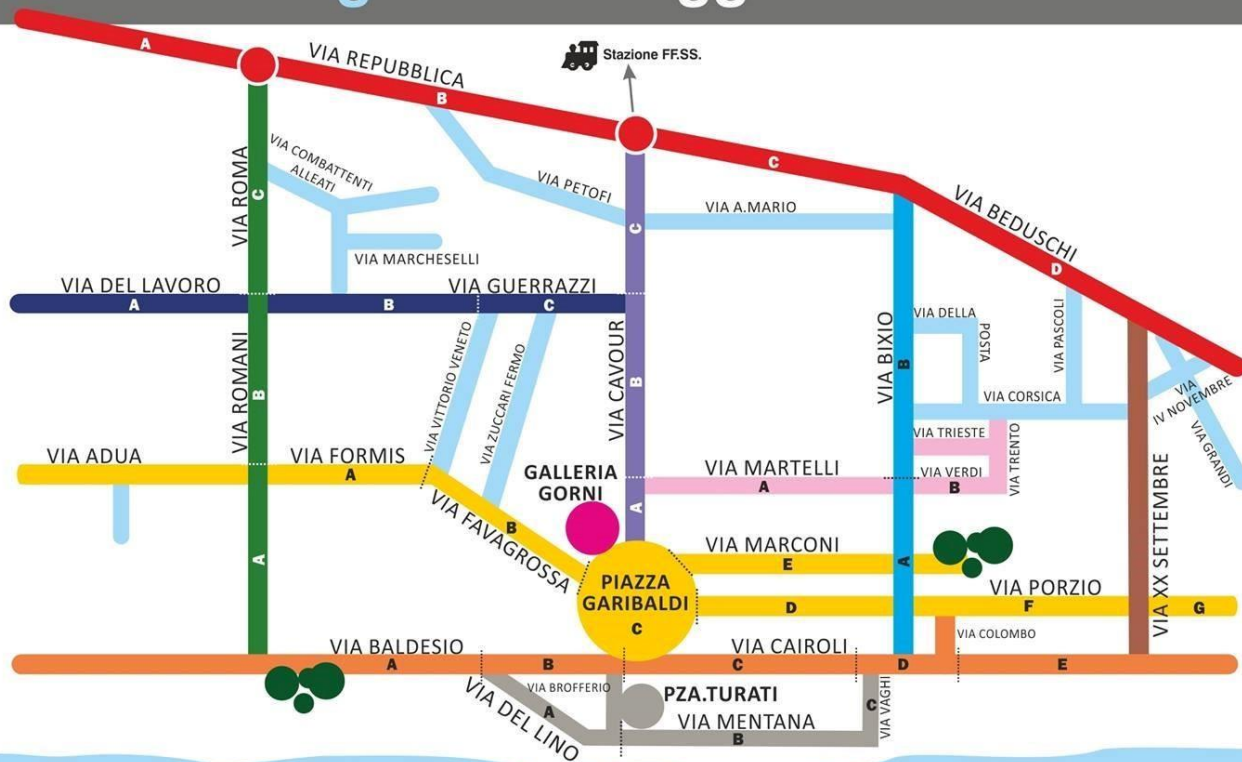 A
VIA REPUBBLICA
B
Stazione FF.SS.
C
VIA BEDUSCHI
D
VIA ROMA
C
VIA COMBATTENTI
ALLEATI
VIA PETOFI
C
VIA A.MARIO
VIA MARCHESELLI
VIA DEL LAVORO
A
B
VIA GUERRAZZI
C
VIA ROMANI
B
VIA VITTORIO VENETO
VIA ZUCCARI FERMO
VIA CAVOUR
B
VIA BIXIO
B
VIA DELLA
POSTA
VIA PASCOLI
VIA CORSICA
VIA
IV NOVEMBRE
VIA GRANDI
VIA TRIESTE
VIA VERDI
B
VIA TRENTO
VIA ADUA
VIA FORMIS
A
VIA FAVAGROSSA
B
GALLERIA
GORNI
A
VIA MARTELLI
A
A
VIA MARCONI
E
A
PIAZZA
GARIBALDI
C
D
VIA PORZIO
F
G
VIA XX SETTEMBRE
VIA COLOMBO
VIA BALDESIO
A
B
VIA CAIROLI
C
D
E
VIA DEL LINO
A
VIA BROFFERIO
PZA.TURATI
VIA MENTANA
B
C
VIA VAGHI